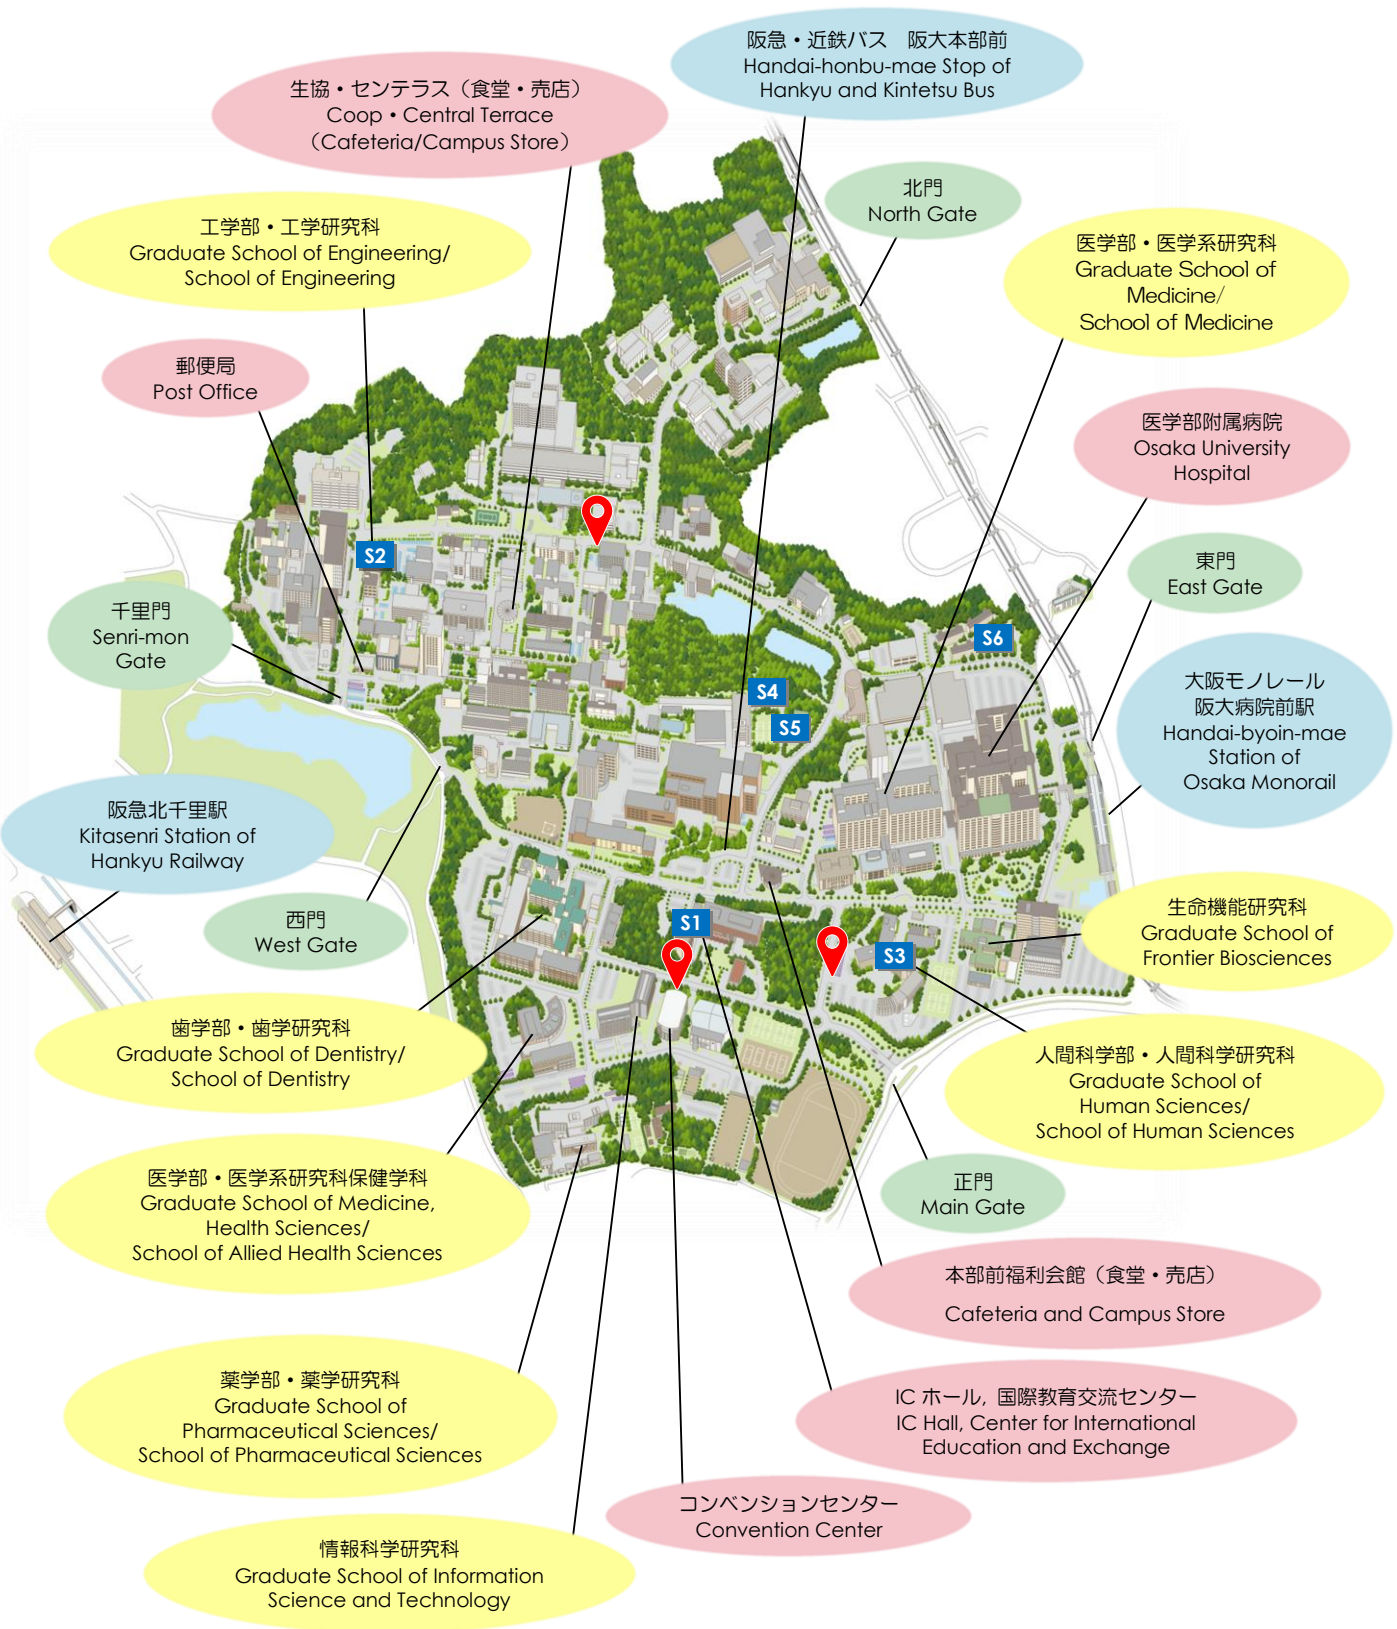 阪急・近鉄バス　阪大本部前
Handai-honbu-mae Stop of
Hankyu and Kintetsu Bus
生協・センテラス（食堂・売店）
Coop・Central Terrace
（Cafeteria/Campus Store）
北門
North Gate
工学部・工学研究科
Graduate School of Engineering/
School of Engineering
医学部・医学系研究科
Graduate School of
Medicine/
School of Medicine
郵便局
Post Office
医学部附属病院
Osaka University
Hospital
S2
東門
East Gate
千里門
Senri-mon
Gate
S6
S4
S5
大阪モノレール
阪大病院前駅
Handai-byoin-mae
Station of
Osaka Monorail
阪急北千里駅
Kitasenri Station of
Hankyu Railway
西門
West Gate
S1
S3
生命機能研究科
Graduate School of
Frontier Biosciences
歯学部・歯学研究科
Graduate School of Dentistry/
School of Dentistry
人間科学部・人間科学研究科
Graduate School of
Human Sciences/
School of Human Sciences
医学部・医学系研究科保健学科
Graduate School of Medicine,
Health Sciences/
School of Allied Health Sciences
正門
Main Gate
本部前福利会館（食堂・売店）
Cafeteria and Campus Store
薬学部・薬学研究科
Graduate School of
Pharmaceutical Sciences/
School of Pharmaceutical Sciences
IC ホール, 国際教育交流センター
IC Hall, Center for International
Education and Exchange
コンベンションセンター
Convention Center
情報科学研究科
Graduate School of Information
Science and Technology